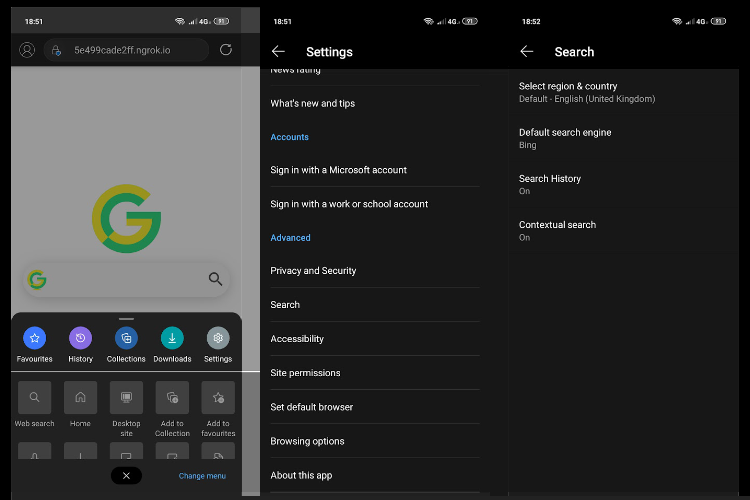 18:51
4G
91
5e499cade2ff.ngrok.io
G
G
Favourites
History
Collections
Downloads
Settings
Web search
Home
Desktop
site
Add to
Collection
Add to
favourites
Change menu
18:51
4G
91
Settings
News rating
What's new and tips
Accounts
Sign in with a Microsoft account
Sign in with a work or school account
Advanced
Privacy and Security
Search
Accessibility
Site permissions
Set default browser
Browsing options
About this app
18:52
4G
91
Search
Select region & country
Default - English (United Kingdom)
Default search engine
Bing
Search History
On
Contextual search
On